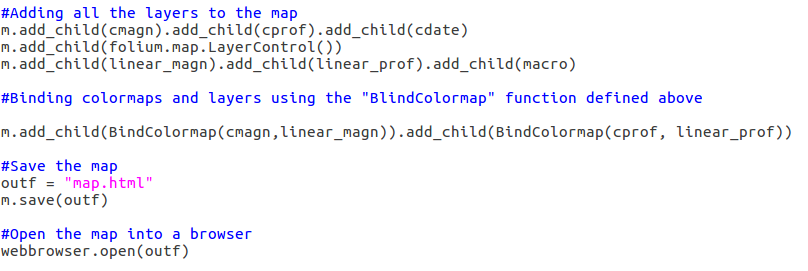 #Adding all the layers to the map
m.add_child(cmagn).add_child(cprof).add_child(cdate)
m.add_child(folium.map.LayerControl())
m.add_child(linear_magn).add_child(linear_prof).add_child(macro)
#Binding colormaps and layers using the "BlindColormap" function defined above
m.add_child(BindColormap(cmagn,linear_magn)).add_child(BindColormap(cprof, linear_prof))
#Save the map
outf = "map.html"
m.save(outf)
#Open the map into a browser
webbrowser.open(outf)